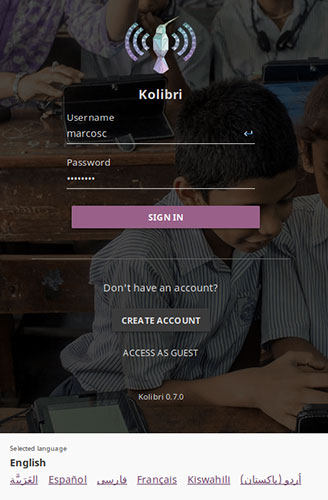 Kolibri
Username
marcosc
Password
••••••••
SIGN IN
Don't have an account?
CREATE ACCOUNT
ACCESS AS GUEST
Kolibri 0.7.0
Selected language
English
العَرَبِيَّة Español فارسی Français Kiswahili اُردو (پاکستان)